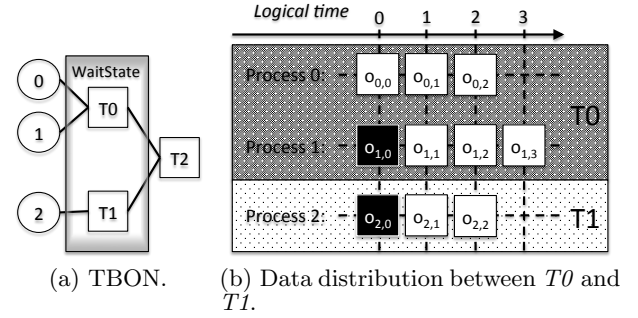 Logical time
0 1 2 3
WaitState
0
T0
1
T2
2
T1
Process 0:
o0,0 o0,1 o0,2
T0
Process 1:
o1,0 o1,1 o1,2 o1,3
Process 2:
o2,0 o2,1 o2,2
T1
(a) TBON.
(b) Data distribution between T0 and
T1.